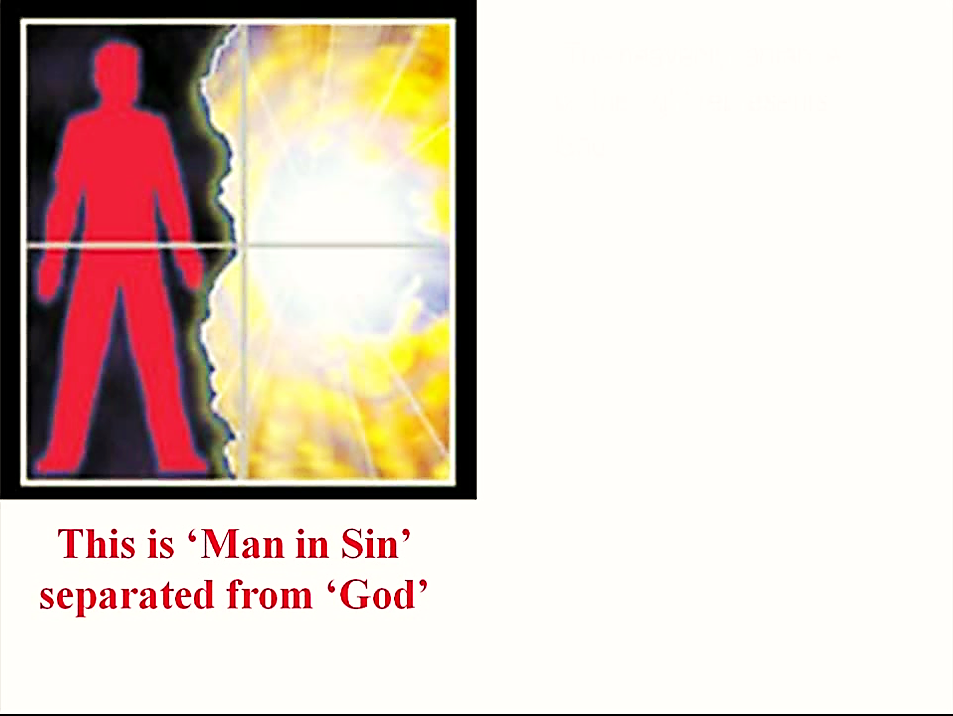 This is ‘Man in Sin’
separated from ‘God’